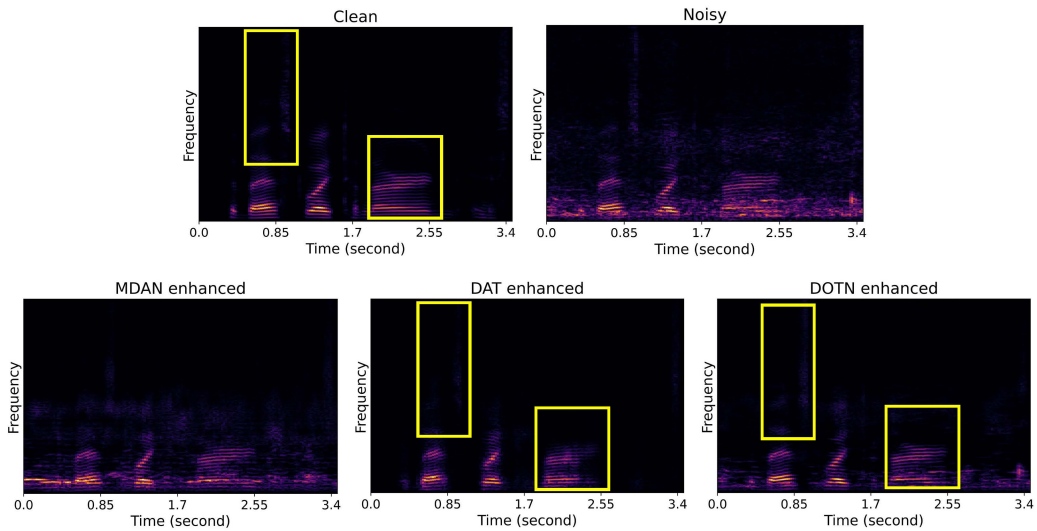 Clean
Noisy
Frequency
Frequency
0.0 0.85 1.7 2.55 3.4
0.0 0.85 1.7 2.55 3.4
Time (second)
Time (second)
MDAN enhanced
DAT enhanced
DOTN enhanced
Frequency
Frequency
Frequency
0.0 0.85 1.7 2.55 3.4
0.0 0.85 1.7 2.55 3.4
0.0 0.85 1.7 2.55 3.4
Time (second)
Time (second)
Time (second)